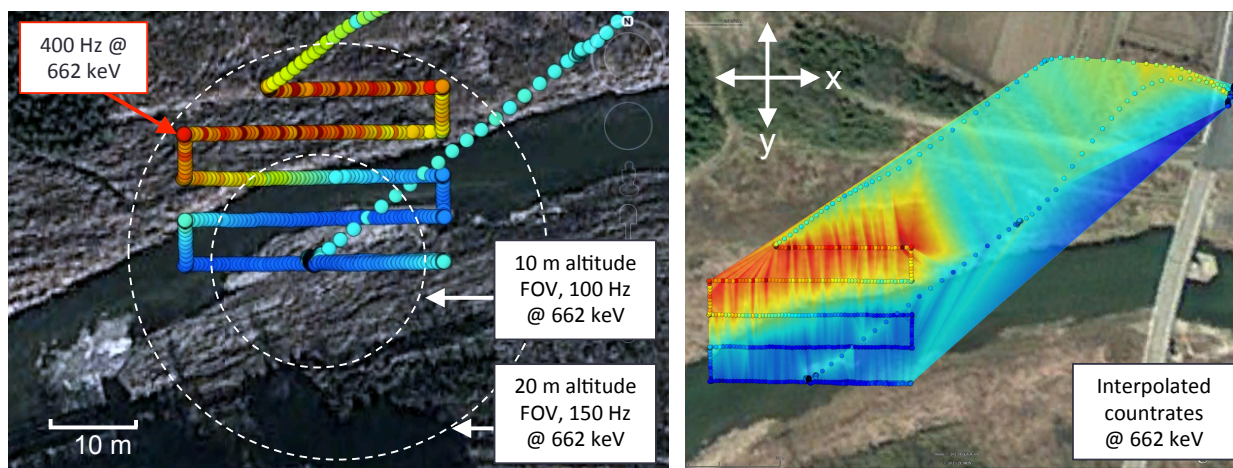 N
400 Hz @
662 keV
10 m altitude
FOV, 100 Hz
@ 662 keV
20 m altitude
FOV, 150 Hz
@ 662 keV
10 m
x
y
Interpolated
countrates
@ 662 keV